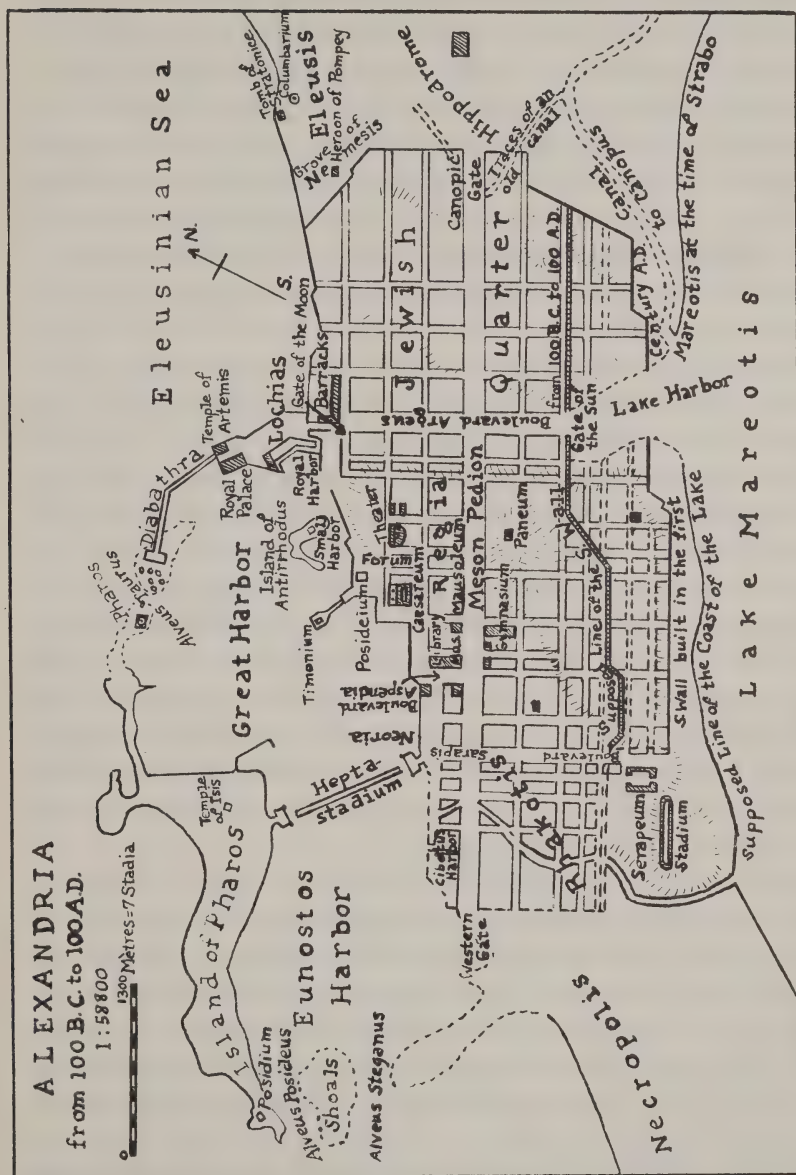 ALEXANDRIA
from 100 B.C. to 100 A.D.
1:58800
0
1300 Metres=7 Stadia
Eleusinian Sea
N.
S.
Tomb of
Stratonice
Columbarium
Eleusis
Heroon of Pompey
Grove of
Nemesis
Hippodrome
Pharos
Alveus
Taurus
Diabathra
Temple of
Artemis
Royal
Palace
Lochias
Gate of the Moon
Barracks
Royal
Harbor
Island of
Antirrhodus
Small
Harbor
Great Harbor
Timonium
Posideium
Theater
Forum
Caesareum
Regia
Mausoleum
Library
Mus.
Boulevard
Aspendia
Neoria
Meson Pedion
Gymnasium
Paneum
Jewish
Quarter
Boulevard Arceus
Canopic
Gate
Traces of an
old canal
Canal
to Canopus
from 100 B.C. to 100 A.D.
Gate of
the Sun
Lake Harbor
Mareotis at the time of Strabo
Supposed Line of the S. Wall
S Wall built in the first
Century A.D.
Supposed Line of the Coast of the Lake
Lake Mareotis
Hepta-
stadium
Temple
of Isis
Island of Pharos
Eunostos
Harbor
Posidium
Alveus Posideus
Shoals
Alveus Steganus
Cibotus
Harbor
Boulevard
Sarapis
Serapeum
Stadium
Western
Gate
Necropolis